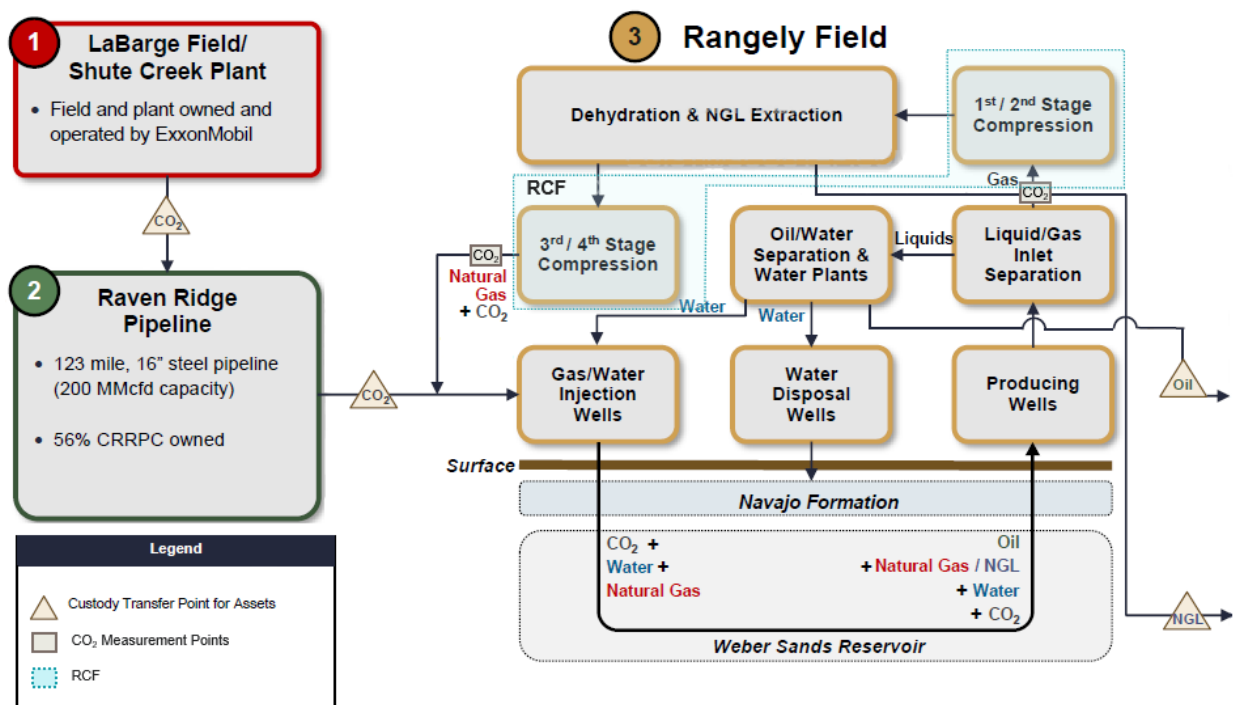 1
LaBarge Field/
Shute Creek Plant
• Field and plant owned and
operated by ExxonMobil
CO₂
2
Raven Ridge
Pipeline
• 123 mile, 16” steel pipeline
(200 MMcfd capacity)
• 56% CRRPC owned
CO₂
3 Rangely Field
Dehydration & NGL Extraction
1st / 2nd Stage
Compression
Gas
CO₂
RCF
3rd / 4th Stage
Compression
CO₂
Natural
Gas
+ CO₂
Oil/Water
Separation &
Water Plants
Liquids
Liquid/Gas
Inlet
Separation
Water
Water
Gas/Water
Injection
Wells
Water
Disposal
Wells
Producing
Wells
Oil
Surface
Navajo Formation
CO₂ +
Water +
Natural Gas
Oil
+ Natural Gas / NGL
+ Water
+ CO₂
Weber Sands Reservoir
NGL
Legend
Custody Transfer Point for Assets
CO₂ Measurement Points
RCF